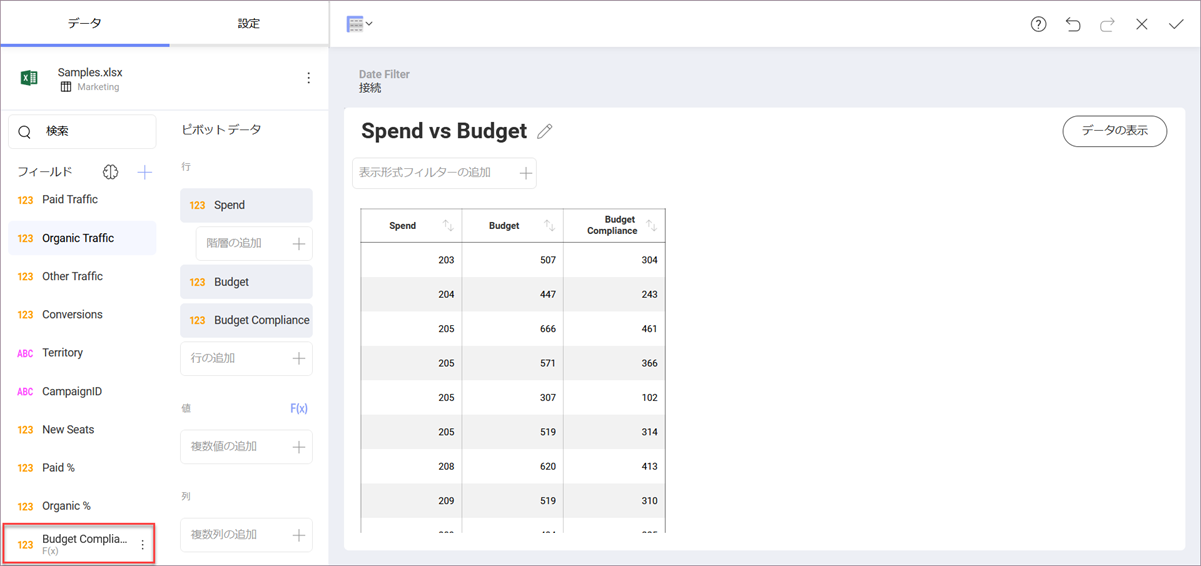 データ
設定
Samples.xlsx
Marketing
検索
フィールド
123 Paid Traffic
123 Organic Traffic
123 Other Traffic
123 Conversions
ABC Territory
ABC CampaignID
123 New Seats
123 Paid %
123 Organic %
123 Budget Complia...
F(x)
ピボット データ
行
123 Spend
階層の追加
123 Budget
123 Budget Compliance
行の追加
値 F(x)
複数値の追加
列
複数列の追加
Date Filter
接続
Spend vs Budget
データの表示
表示形式フィルターの追加
Spend Budget Budget Compliance
203 507 304
204 447 243
205 666 461
205 571 366
205 307 102
205 519 314
208 620 413
209 519 310